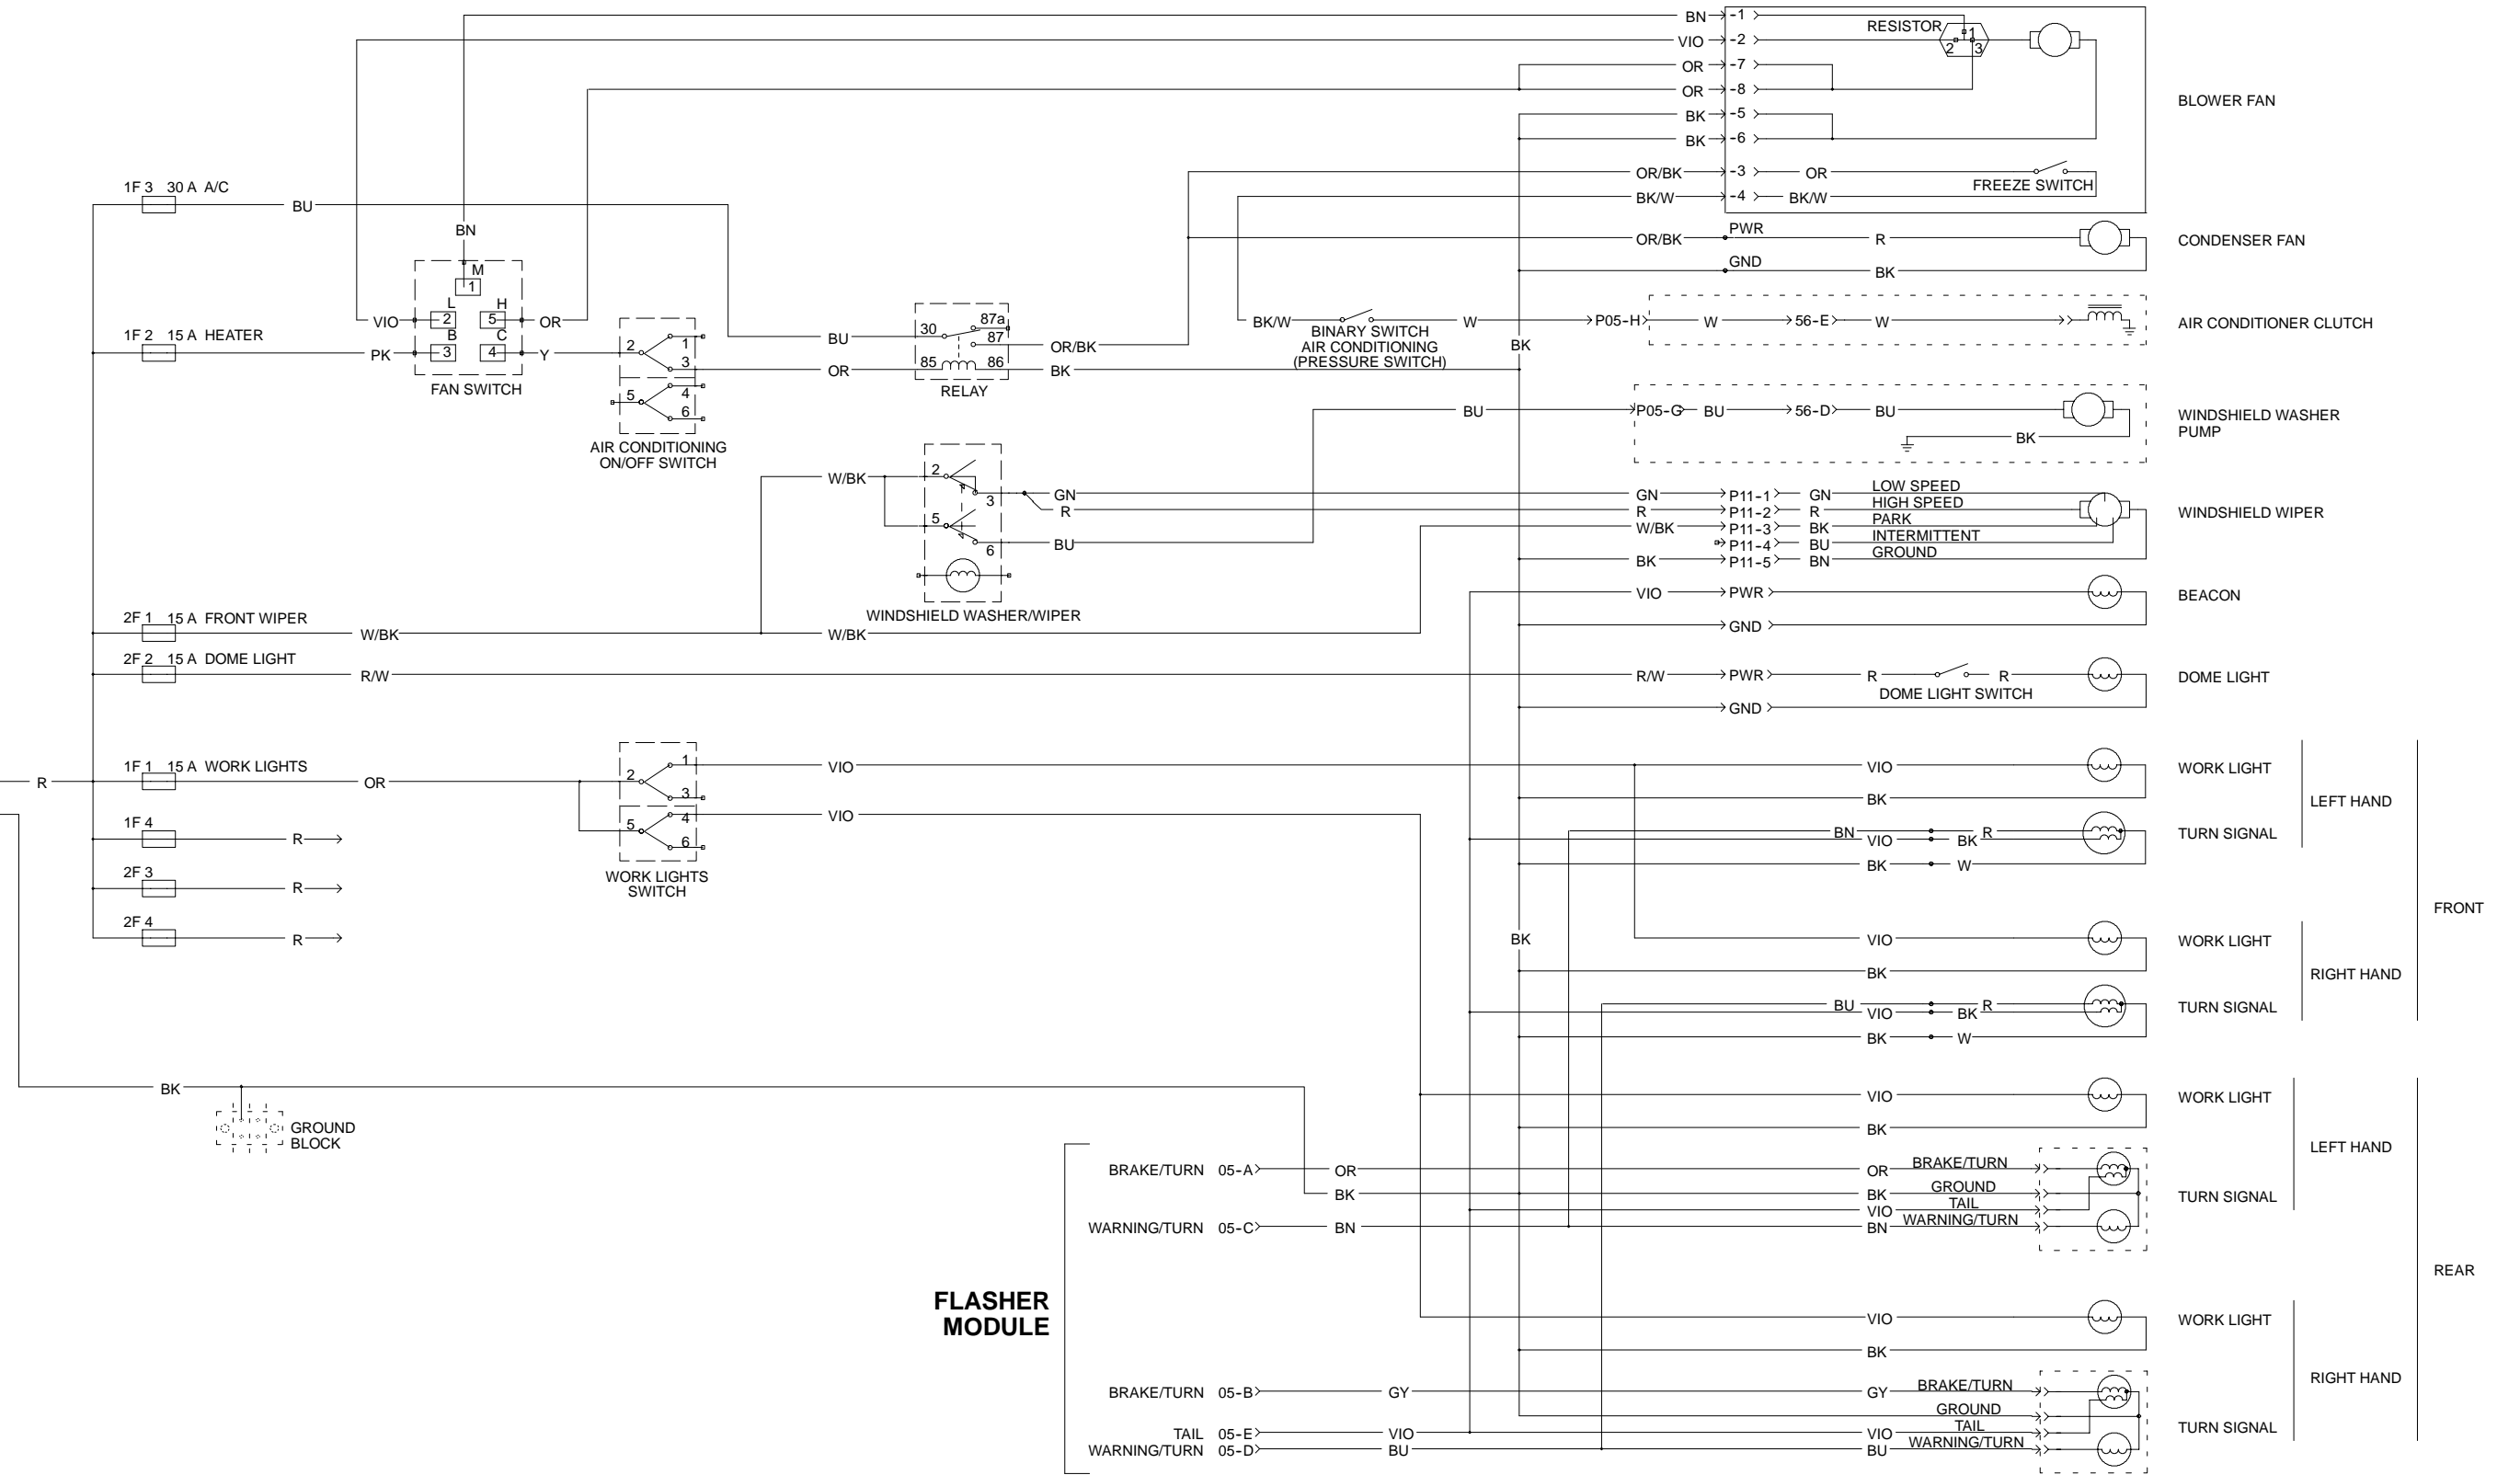 BN -1
RESISTOR 1
2 3
VIO -2
OR -7
OR -8
BLOWER FAN
BK -5
BK -6
OR/BK -3 OR
FREEZE SWITCH
BK/W -4 BK/W
1F 3 30 A A/C
BU
BN
OR/BK PWR R
CONDENSER FAN
GND BK
M
1
L H
VIO 2 5 OR
B C
1F 2 15 A HEATER
PK 3 4 Y
FAN SWITCH
2 1
3
5 4
6
AIR CONDITIONING
ON/OFF SWITCH
BU 30 87a
87 OR/BK
OR 85 86 BK
RELAY
BK/W W P05-H W 56-E W
AIR CONDITIONER CLUTCH
BINARY SWITCH
AIR CONDITIONING
(PRESSURE SWITCH)
BK
BU P05-G BU 56-D BU
BK
WINDSHIELD WASHER
PUMP
W/BK 2
3
5
6
GN
R
BU
WINDSHIELD WASHER/WIPER
GN P11-1 GN LOW SPEED
R P11-2 R HIGH SPEED
W/BK P11-3 BK PARK
P11-4 BU INTERMITTENT
BK P11-5 BN GROUND
WINDSHIELD WIPER
VIO PWR
BEACON
GND
2F 1 15 A FRONT WIPER
W/BK W/BK
2F 2 15 A DOME LIGHT
R/W R/W PWR R R
DOME LIGHT
DOME LIGHT SWITCH
GND
R
1F 1 15 A WORK LIGHTS
OR
2 1 VIO
3
5 4 VIO
6
WORK LIGHTS
SWITCH
1F 4
R
2F 3
R
2F 4
R
VIO WORK LIGHT
BK
LEFT HAND
BN R
VIO BK
TURN SIGNAL
BK W
FRONT
BK
VIO WORK LIGHT
BK
RIGHT HAND
BU R
VIO BK
TURN SIGNAL
BK W
BK
GROUND
BLOCK
VIO WORK LIGHT
BK
LEFT HAND
BRAKE/TURN 05-A OR OR BRAKE/TURN
BK BK GROUND
TURN SIGNAL
VIO TAIL
WARNING/TURN 05-C BN BN WARNING/TURN
REAR
FLASHER
MODULE
VIO WORK LIGHT
BK
RIGHT HAND
BRAKE/TURN 05-B GY GY BRAKE/TURN
GROUND
TURN SIGNAL
TAIL 05-E VIO VIO TAIL
WARNING/TURN 05-D BU BU WARNING/TURN